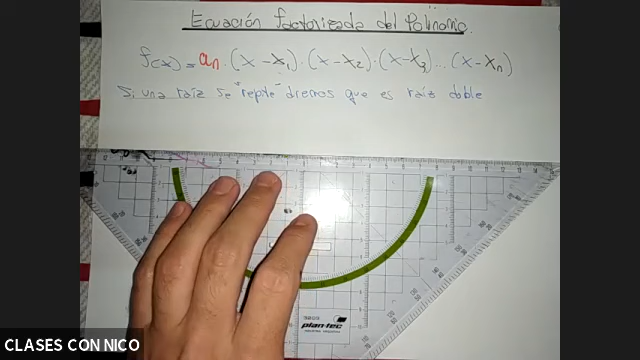 Ecuación factorizada del Polinomio.
f(x) = an · (x - x1) · (x - x2) · (x - x3) ... (x - xn)
Si una raíz se "repite" diremos que es raíz doble
plan-tec
CLASES CON NICO